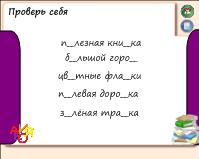 Проверь себя
п_лезная кни_ка
б_льшой горо_
цв_тные фла_ки
п_левая доро_ка
з_лёная тра_ка